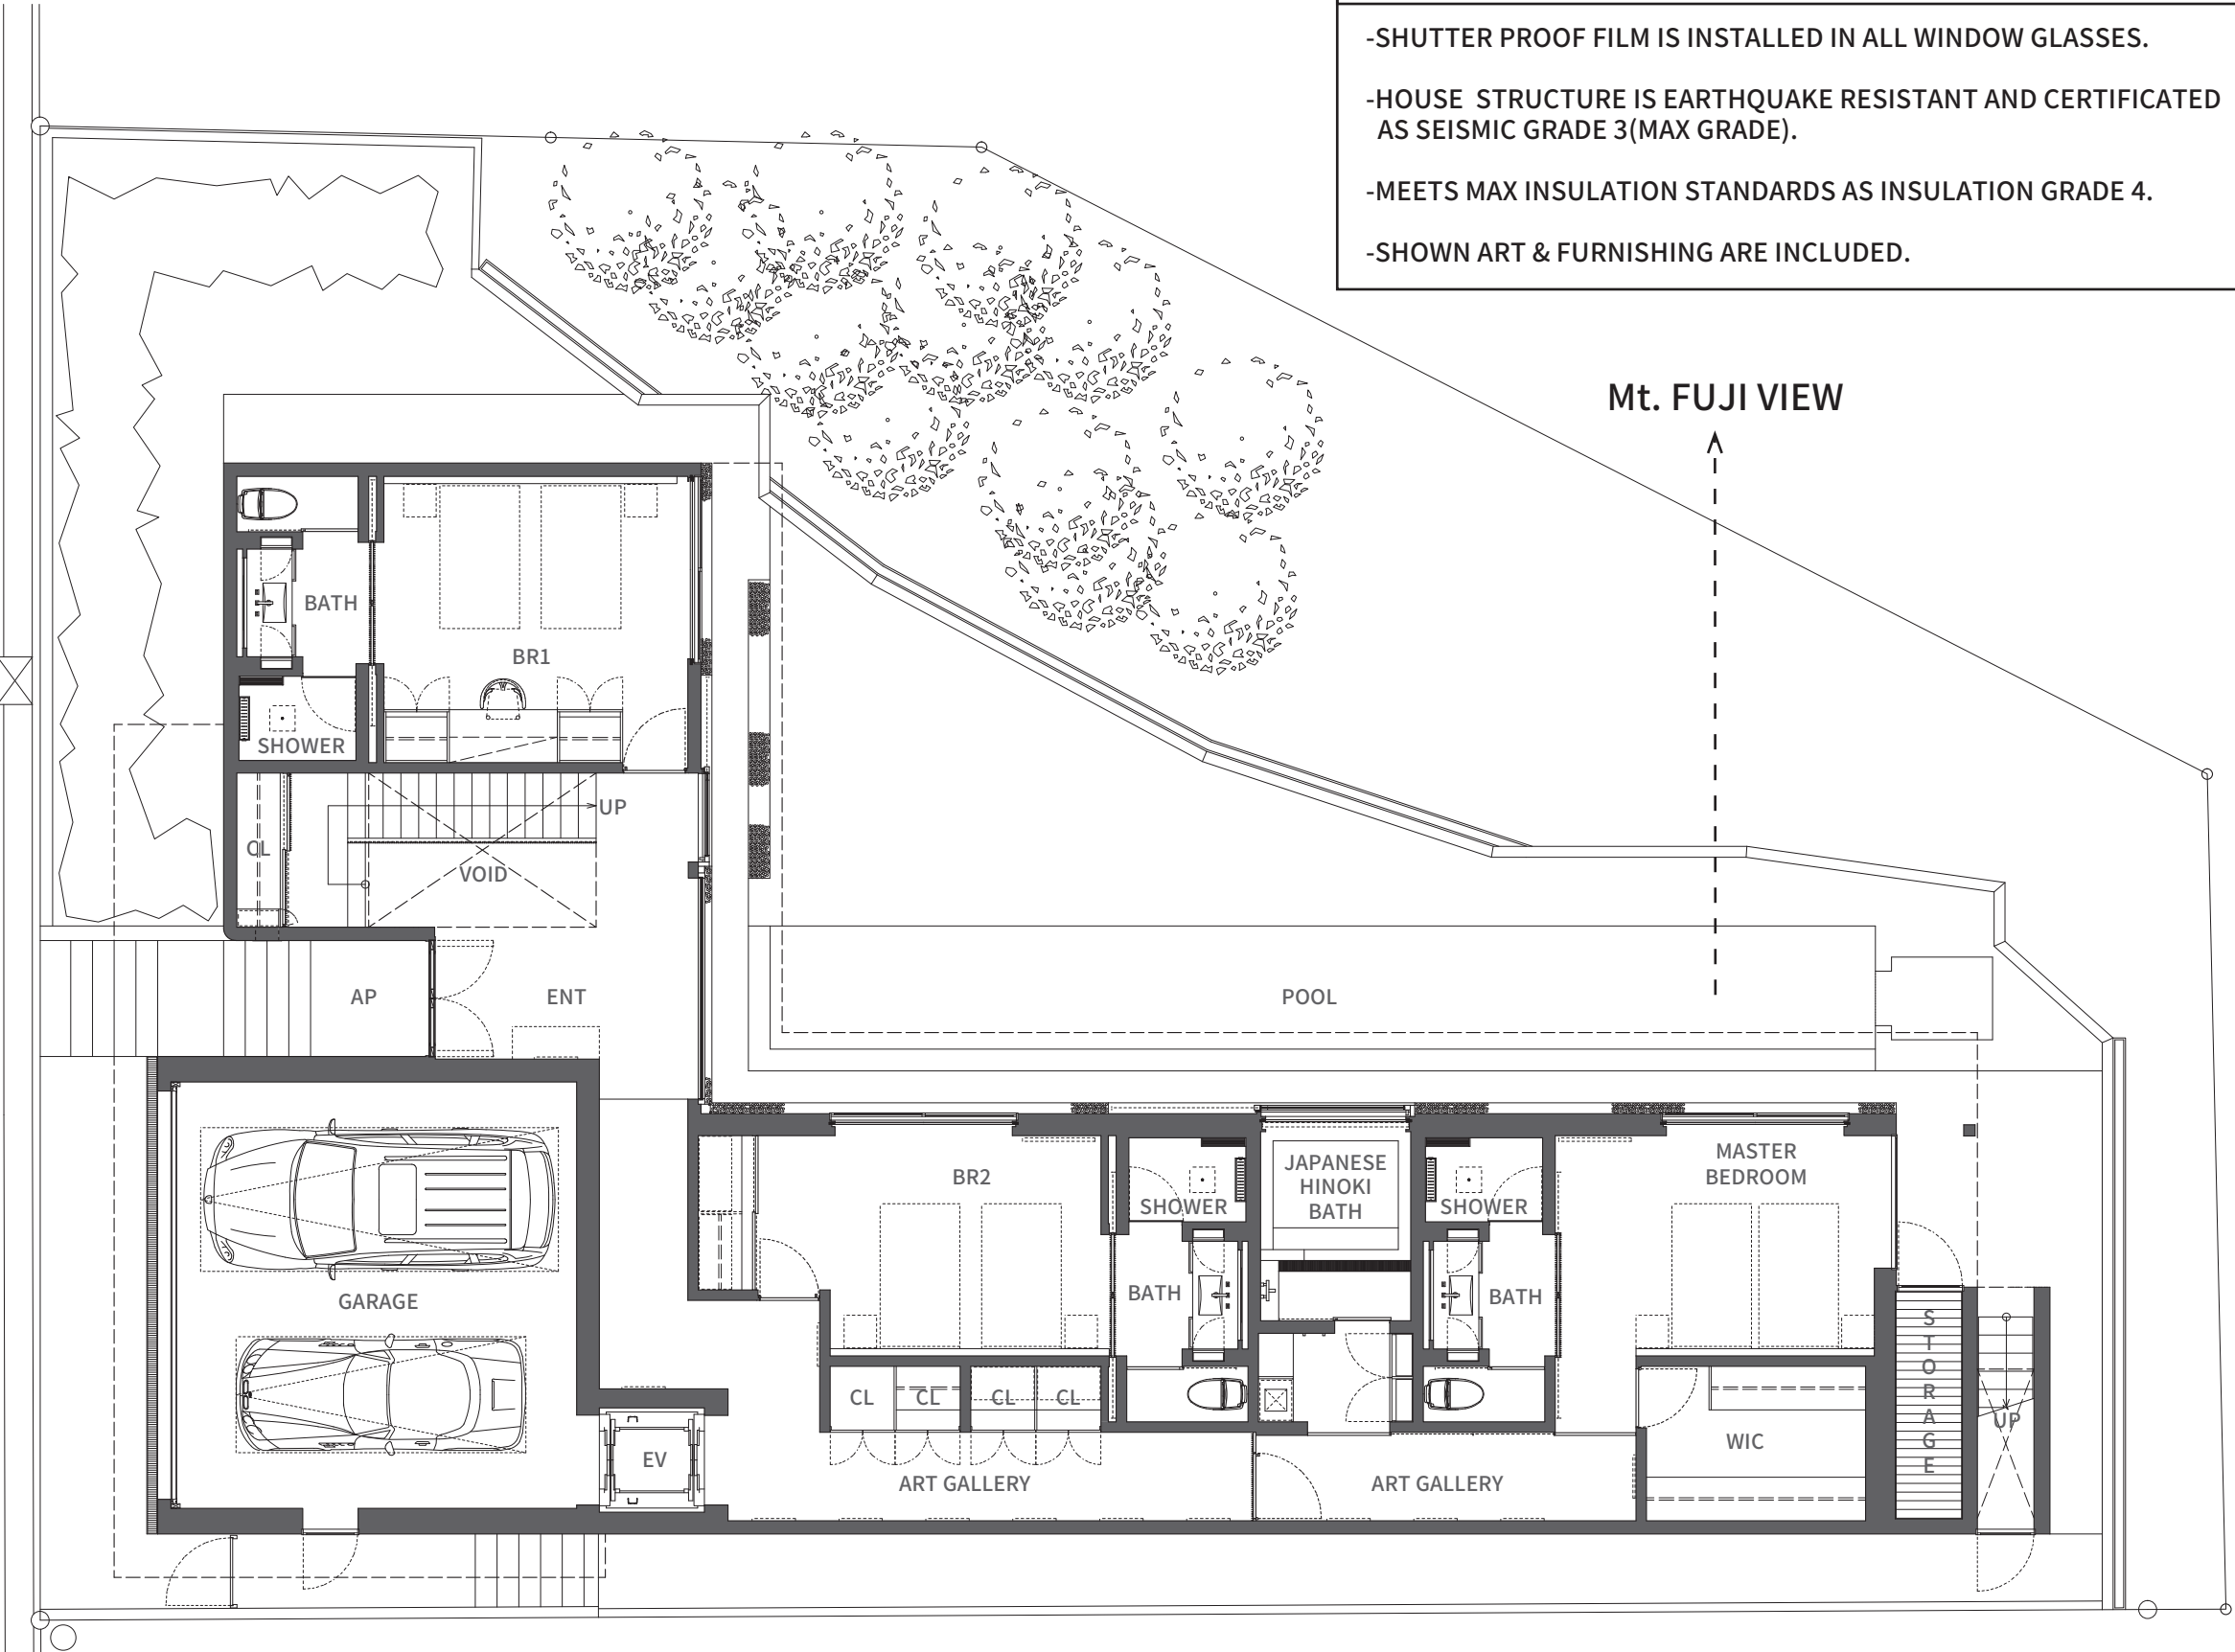 -SHUTTER PROOF FILM IS INSTALLED IN ALL WINDOW GLASSES.
-HOUSE STRUCTURE IS EARTHQUAKE RESISTANT AND CERTIFICATED
AS SEISMIC GRADE 3(MAX GRADE).
-MEETS MAX INSULATION STANDARDS AS INSULATION GRADE 4.
-SHOWN ART & FURNISHING ARE INCLUDED.
Mt. FUJI VIEW
BATH
BR1
SHOWER
UP
CL
VOID
AP
ENT
POOL
GARAGE
EV
BR2
SHOWER
BATH
CL
CL
CL
CL
ART GALLERY
JAPANESE
HINOKI
BATH
SHOWER
BATH
ART GALLERY
MASTER
BEDROOM
WIC
STORAGE
UP